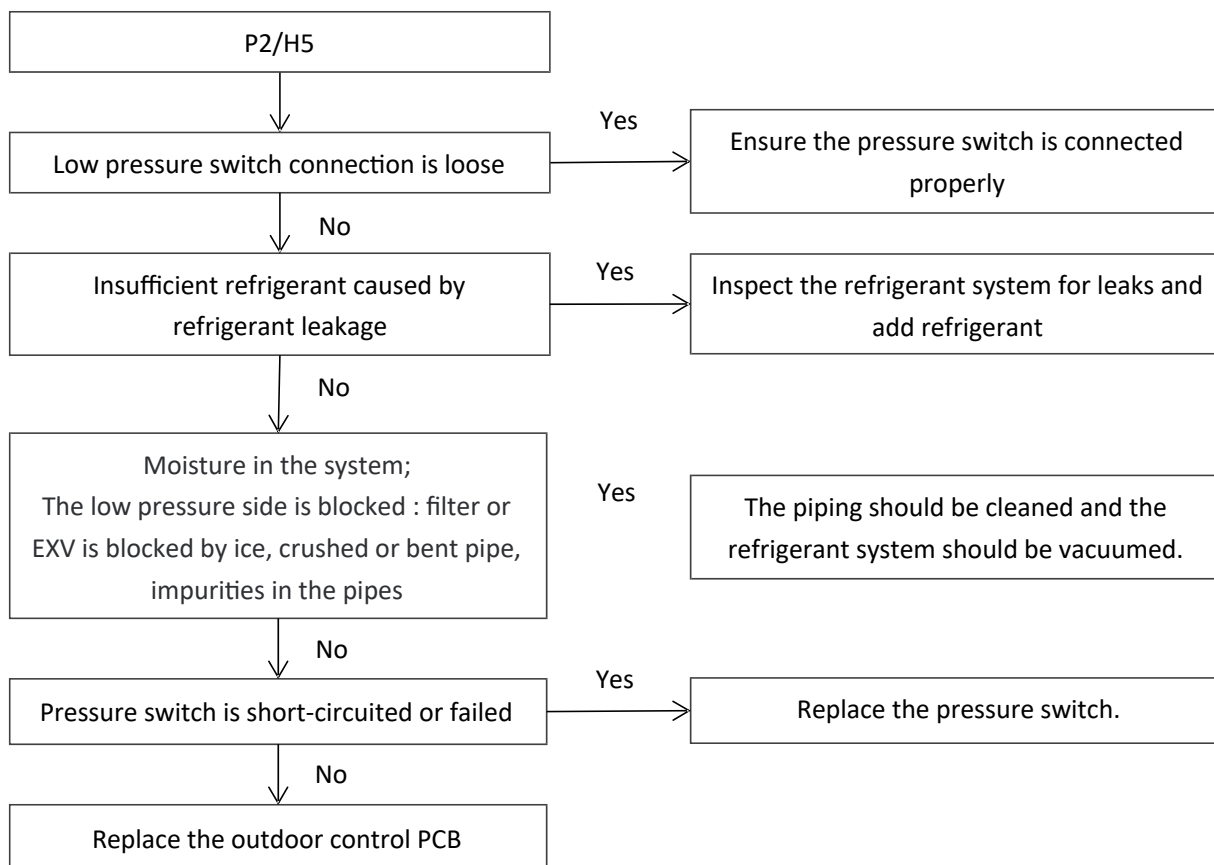 P2/H5
Yes
Low pressure switch connection is loose
Ensure the pressure switch is connected
properly
No
Yes
Insufficient refrigerant caused by
refrigerant leakage
Inspect the refrigerant system for leaks and
add refrigerant
No
Moisture in the system;
The low pressure side is blocked : filter or
EXV is blocked by ice, crushed or bent pipe,
impurities in the pipes
Yes
The piping should be cleaned and the
refrigerant system should be vacuumed.
No
Yes
Pressure switch is short-circuited or failed
Replace the pressure switch.
No
Replace the outdoor control PCB